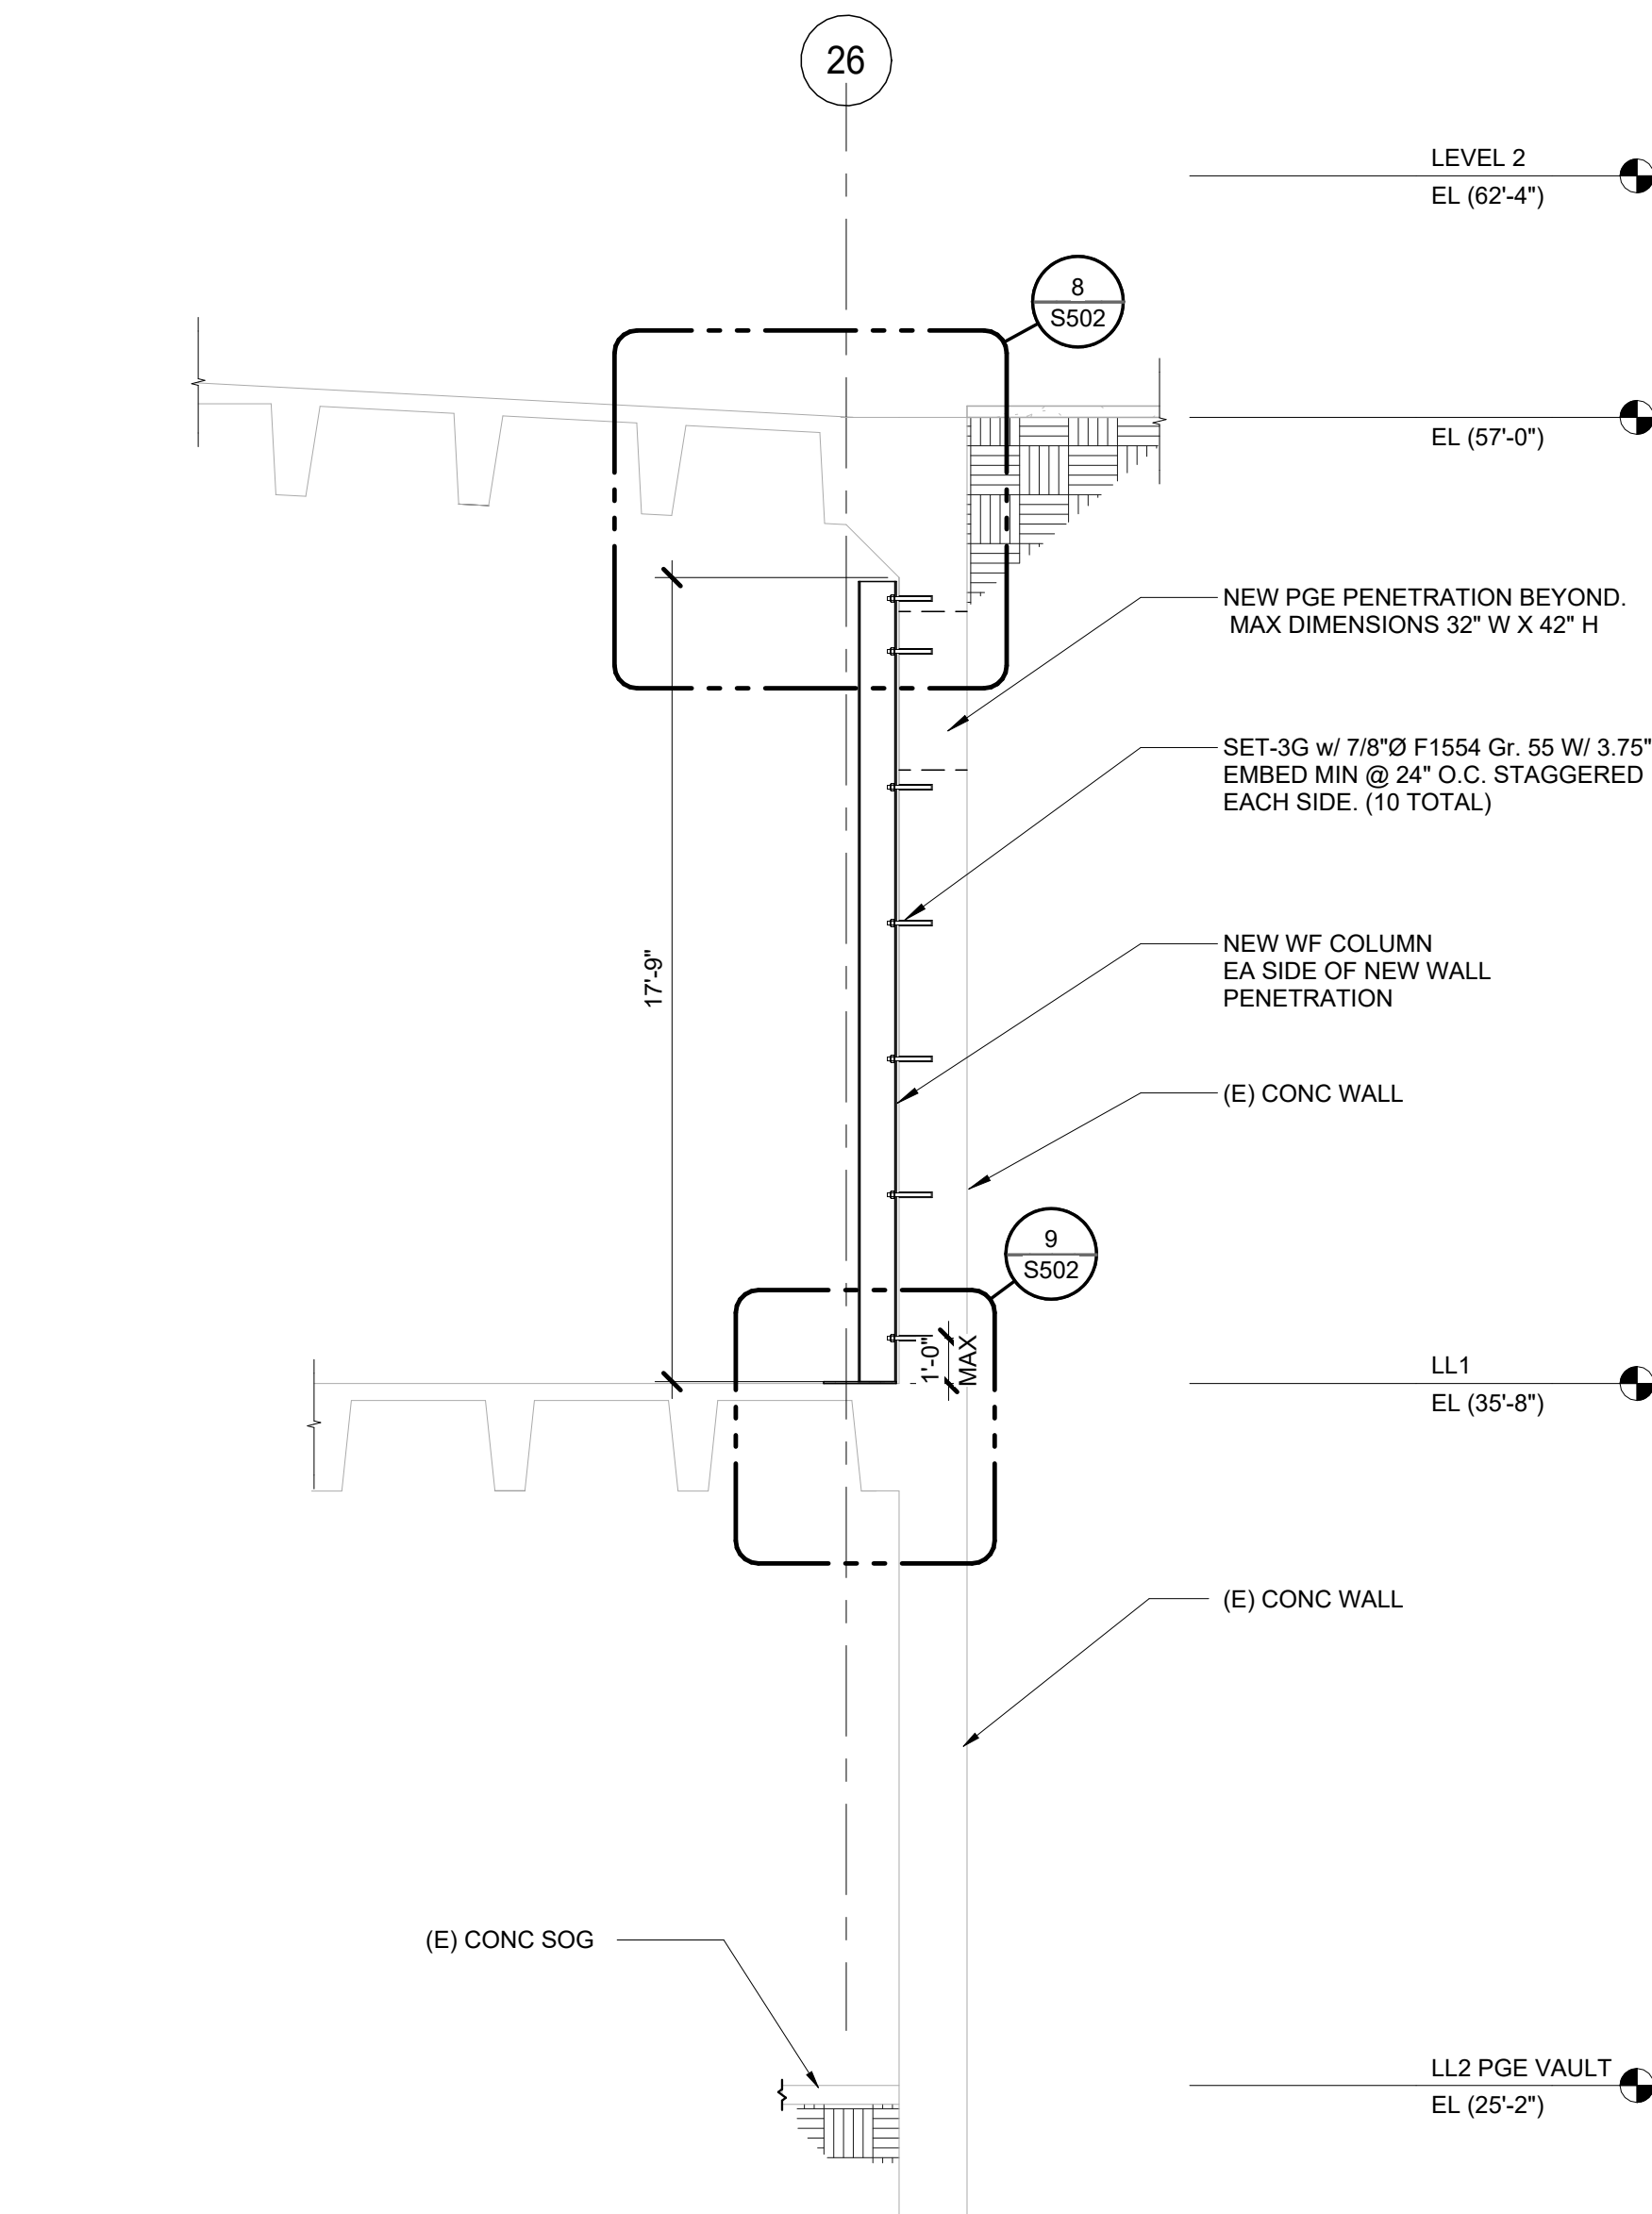 26
LEVEL 2
EL (62'-4")
8
S502
EL (57'-0")
NEW PGE PENETRATION BEYOND.
MAX DIMENSIONS 32" W X 42" H
SET-3G w/ 7/8"Ø F1554 Gr. 55 W/ 3.75"
EMBED MIN @ 24" O.C. STAGGERED
EACH SIDE. (10 TOTAL)
NEW WF COLUMN
EA SIDE OF NEW WALL
PENETRATION
17'-9"
(E) CONC WALL
9
S502
1'-0"
MAX
LL1
EL (35'-8")
(E) CONC WALL
(E) CONC SOG
LL2 PGE VAULT
EL (25'-2")